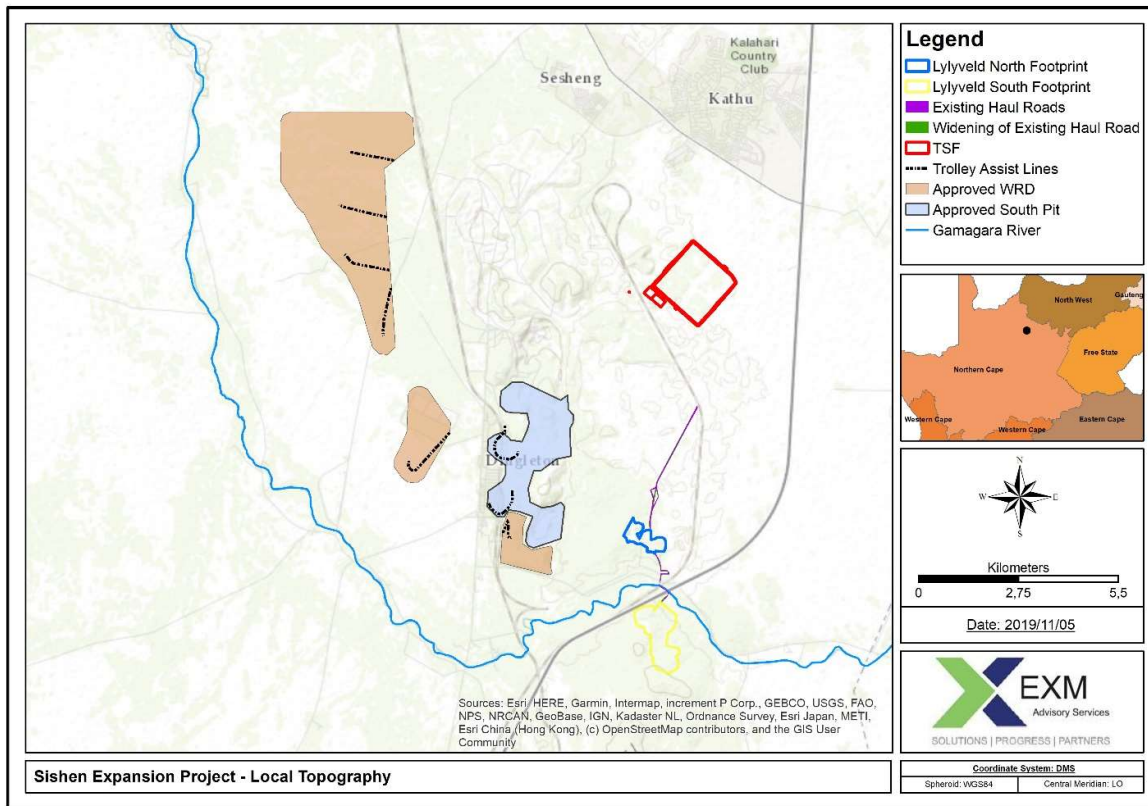 Kalahari
Country
Club
Sesheng
Kathu
Dingleton
Sources: Esri, HERE, Garmin, Intermap, increment P Corp., GEBCO, USGS, FAO,
NPS, NRCAN, GeoBase, IGN, Kadaster NL, Ordnance Survey, Esri Japan, METI,
Esri China (Hong Kong), (c) OpenStreetMap contributors, and the GIS User
Community
Sishen Expansion Project - Local Topography
Legend
Lylyveld North Footprint
Lylyveld South Footprint
Existing Haul Roads
Widening of Existing Haul Road
TSF
Trolley Assist Lines
Approved WRD
Approved South Pit
Gamagara River
North West
Gauteng
Free State
Northern Cape
Western Cape
Western Cape
Eastern Cape
N
W E
S
Kilometers
0 2,75 5,5
Date: 2019/11/05
EXM
Advisory Services
SOLUTIONS | PROGRESS | PARTNERS
Coordinate System: DMS
Spheroid: WGS84 Central Meridian: LO